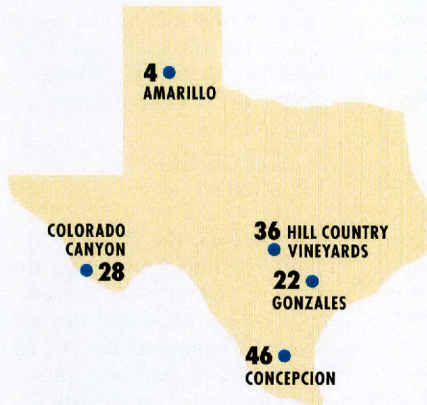 4
AMARILLO
COLORADO
CANYON
28
36 HILL COUNTRY
VINEYARDS
22
GONZALES
46
CONCEPCION